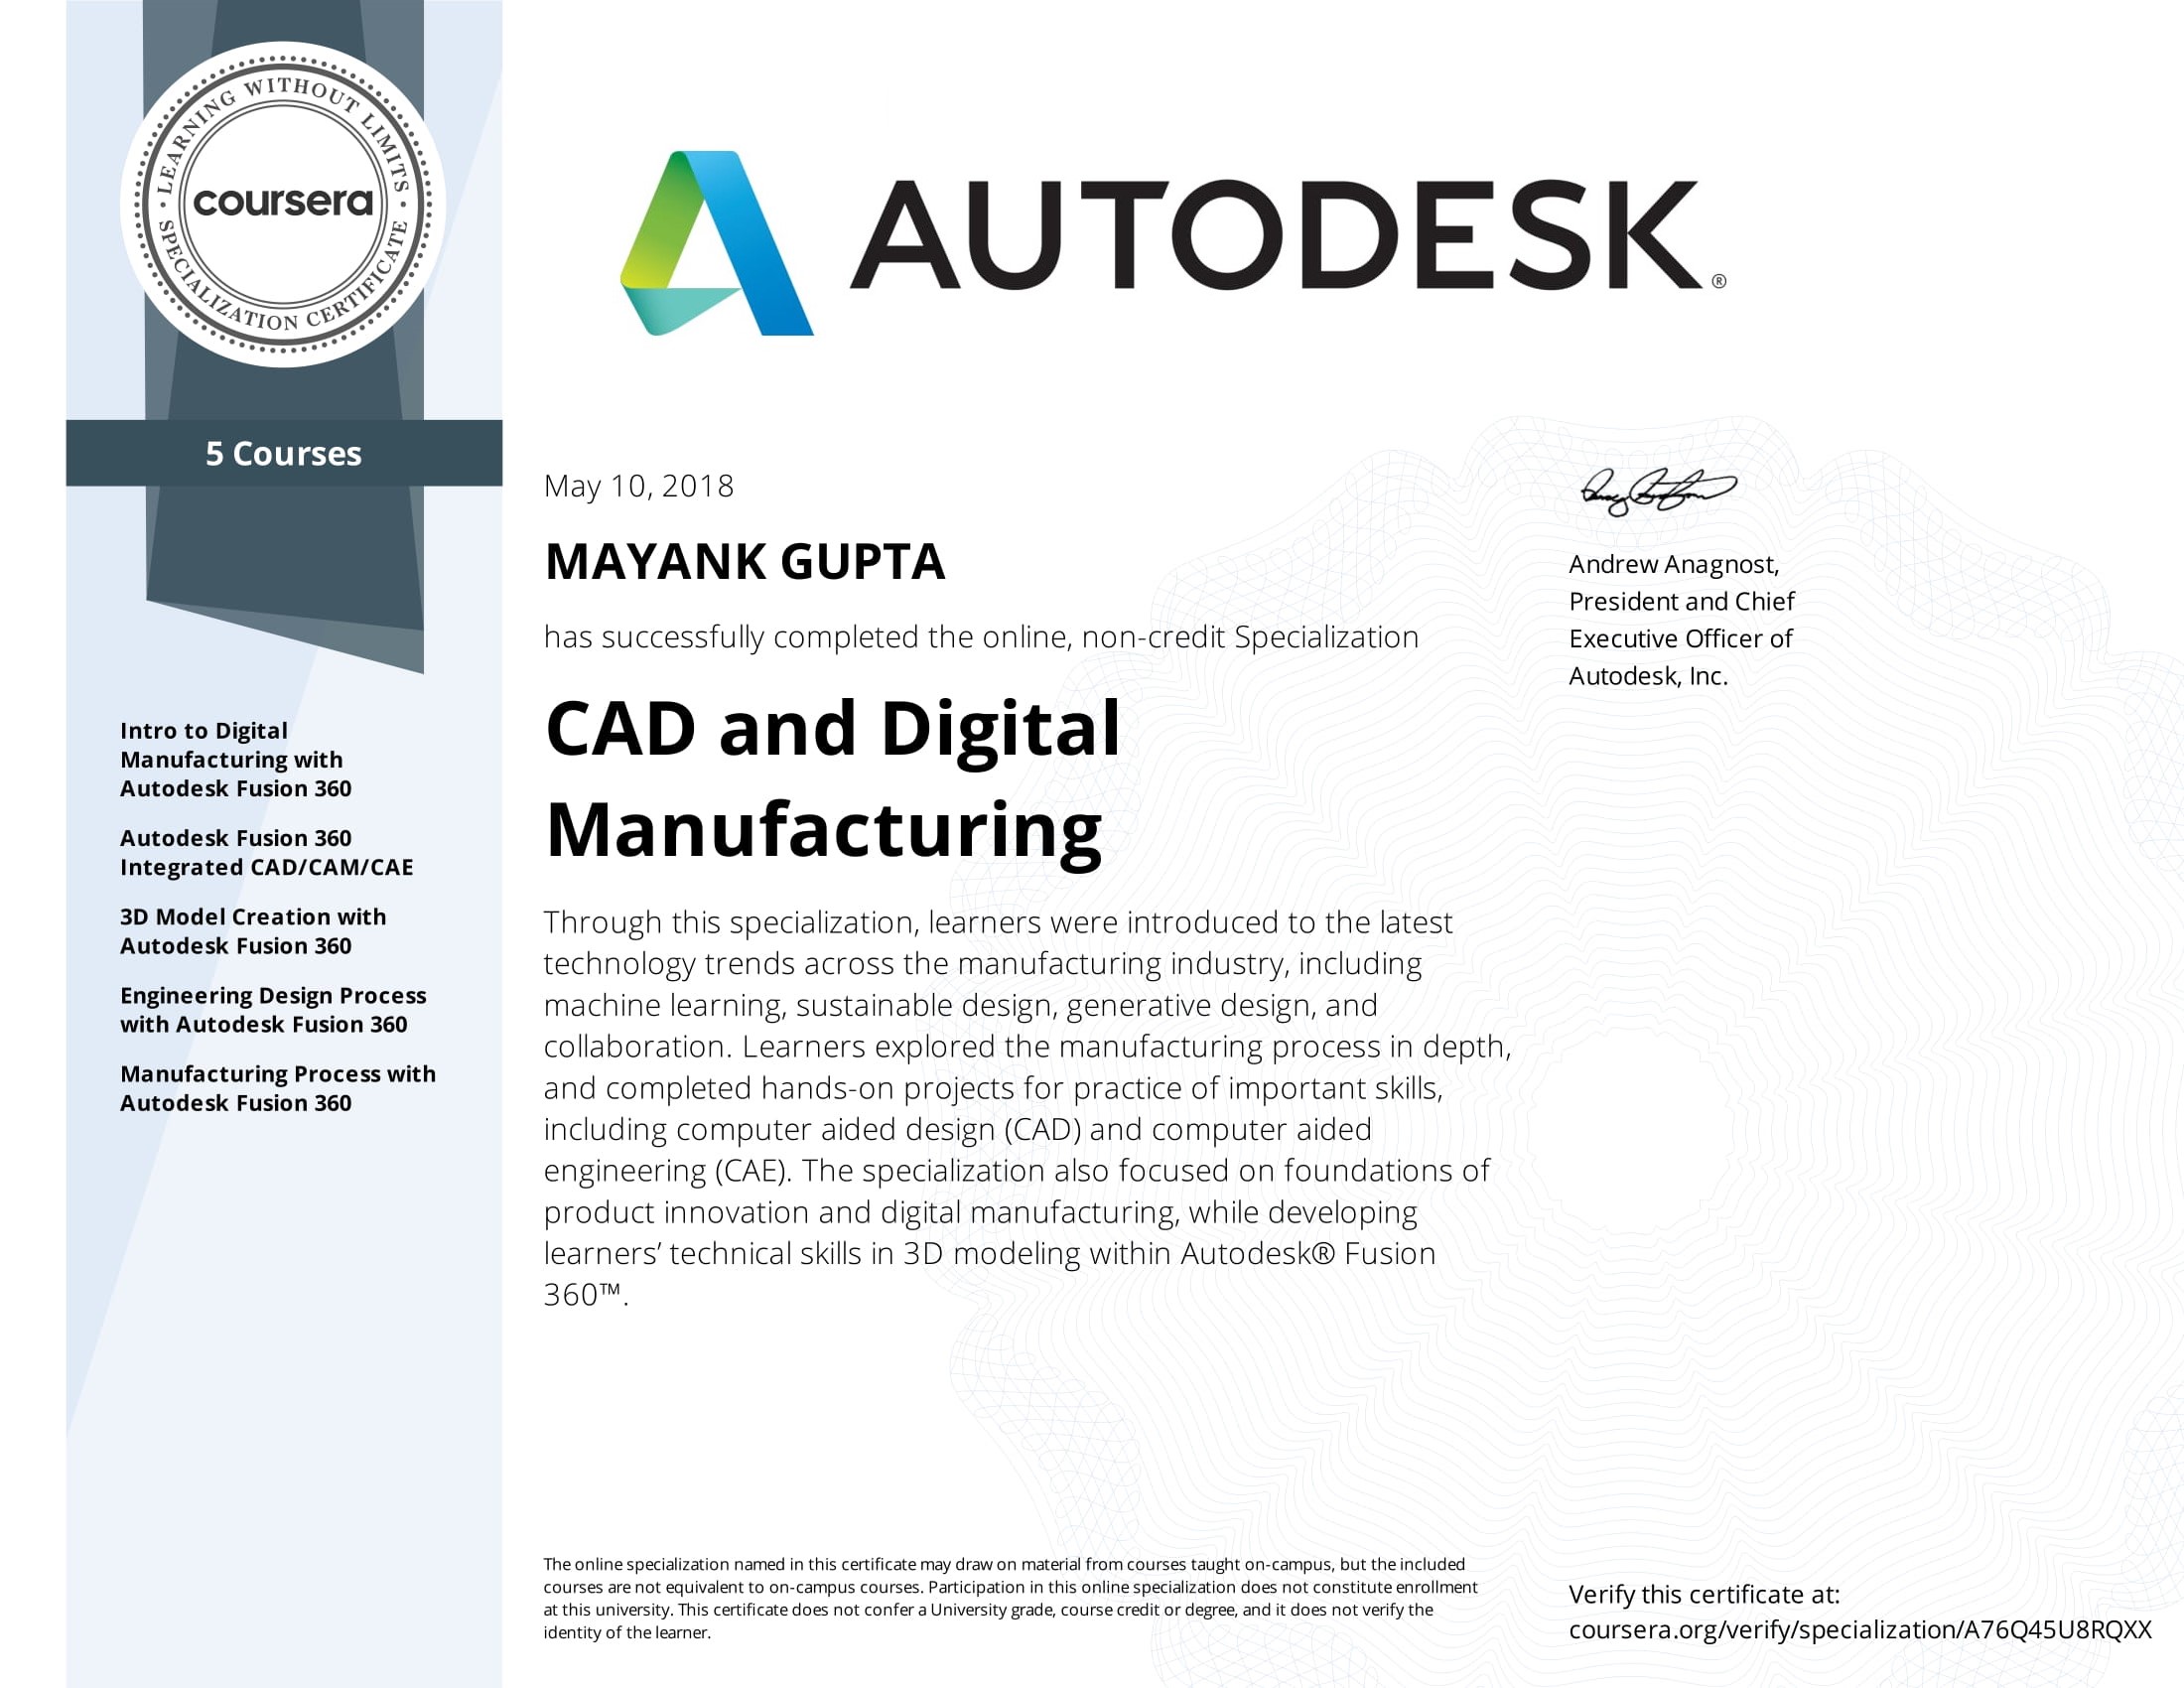 LEARNING WITHOUT LIMITS
coursera
SPECIALIZATION CERTIFICATE
5 Courses
Intro to Digital
Manufacturing with
Autodesk Fusion 360
Autodesk Fusion 360
Integrated CAD/CAM/CAE
3D Model Creation with
Autodesk Fusion 360
Engineering Design Process
with Autodesk Fusion 360
Manufacturing Process with
Autodesk Fusion 360
AUTODESK®
May 10, 2018
MAYANK GUPTA
has successfully completed the online, non-credit Specialization
CAD and Digital
Manufacturing
Through this specialization, learners were introduced to the latest
technology trends across the manufacturing industry, including
machine learning, sustainable design, generative design, and
collaboration. Learners explored the manufacturing process in depth,
and completed hands-on projects for practice of important skills,
including computer aided design (CAD) and computer aided
engineering (CAE). The specialization also focused on foundations of
product innovation and digital manufacturing, while developing
learners’ technical skills in 3D modeling within Autodesk® Fusion
360™.
Andrew Anagnost,
President and Chief
Executive Officer of
Autodesk, Inc.
The online specialization named in this certificate may draw on material from courses taught on-campus, but the included
courses are not equivalent to on-campus courses. Participation in this online specialization does not constitute enrollment
at this university. This certificate does not confer a University grade, course credit or degree, and it does not verify the
identity of the learner.
Verify this certificate at:
coursera.org/verify/specialization/A76Q45U8RQXX